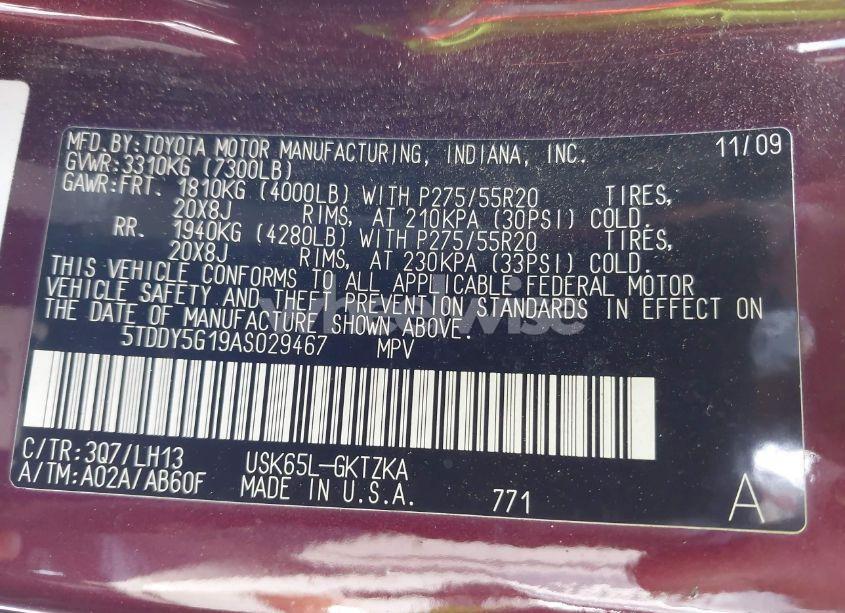 MFD.BY:TOYOTA MOTOR MANUFACTURING, INDIANA, INC. 11/09
GVWR:3310KG (7300LB)
GAWR:FRT. 1810KG (4000LB) WITH P275/55R20 TIRES,
20X8J RIMS, AT 210KPA (30PSI) COLD.
RR. 1940KG (4280LB) WITH P275/55R20 TIRES,
20X8J RIMS, AT 230KPA (33PSI) COLD.
THIS VEHICLE CONFORMS TO ALL APPLICABLE FEDERAL MOTOR
VEHICLE SAFETY AND THEFT PREVENTION STANDARDS IN EFFECT ON
THE DATE OF MANUFACTURE SHOWN ABOVE.
wheelwise
5TDDY5G19AS029467 MPV
C/TR:3Q7/LH13 USK65L-GKTZKA
A/TM:A02A/AB60F MADE IN U.S.A. 771 A